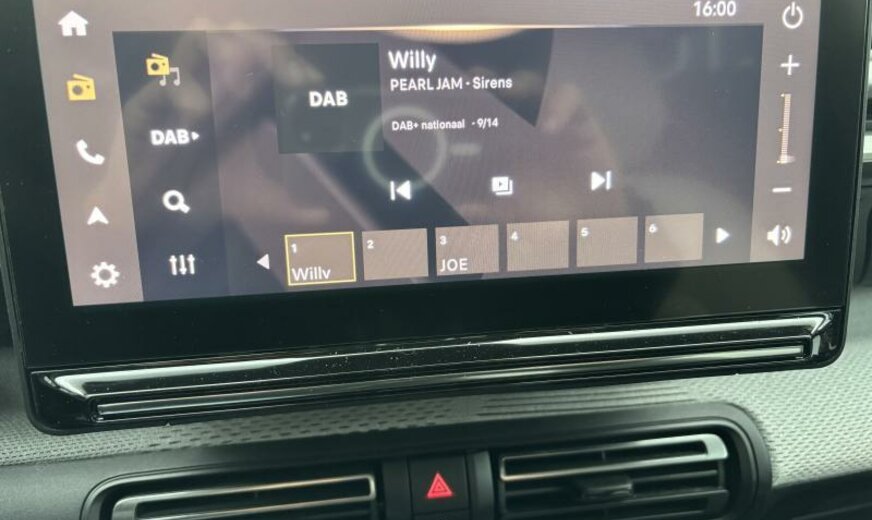 16:00
Willy
PEARL JAM · Sirens
DAB
DAB+ nationaal · 9/14
DAB
1
2
3
4
5
6
Willy
JOE